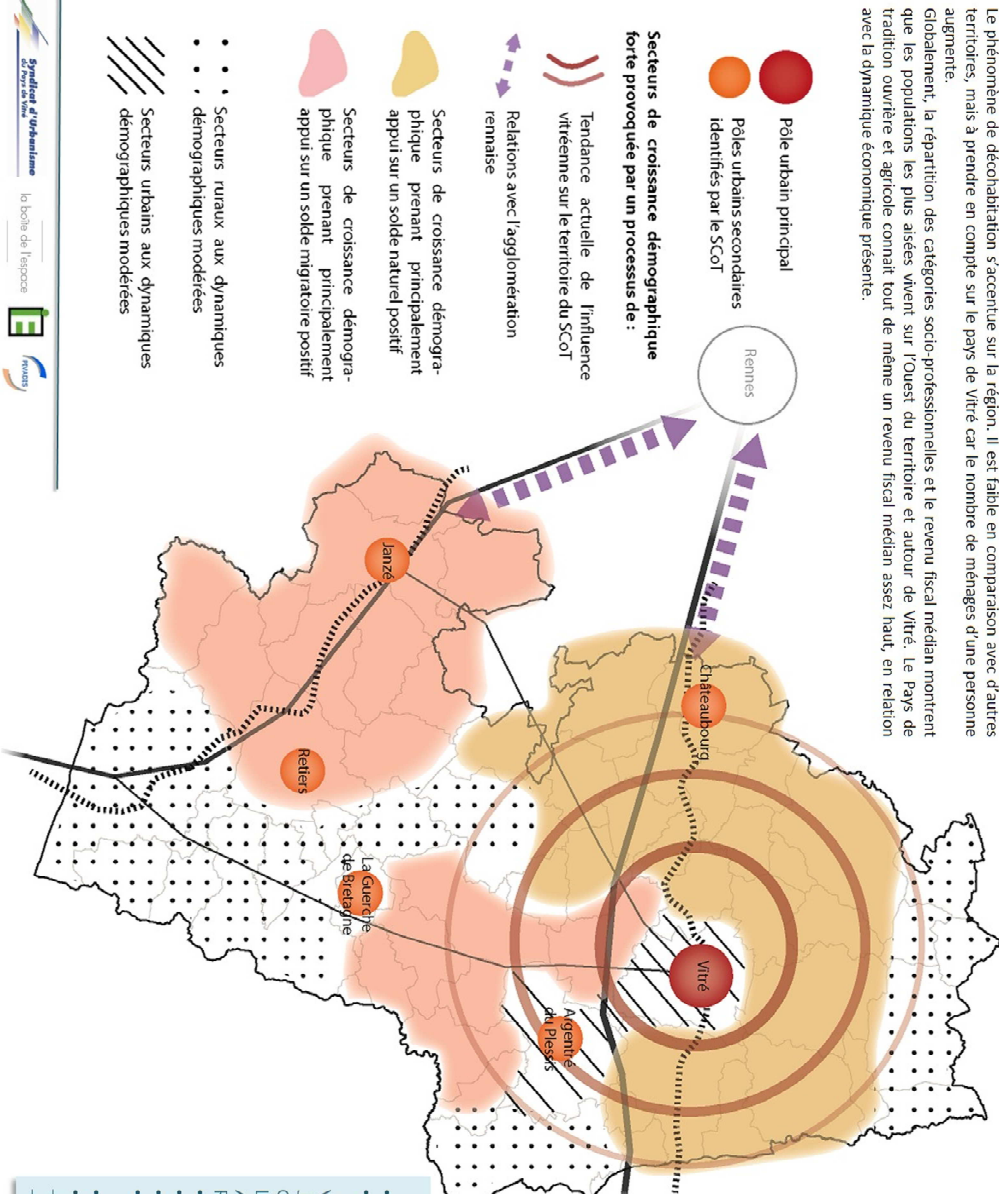 Le phénomène de décohabitation s'accentue sur la région. Il est faible en comparaison avec d'autres
territoires, mais à prendre en compte sur le pays de Vitré car le nombre de ménages d'une personne
augmente.
Globalement, la répartition des catégories socio-professionnelles et le revenu fiscal médian montrent
que les populations les plus aisées vivent sur l'Ouest du territoire et autour de Vitré. Le Pays de
tradition ouvrière et agricole connait tout de même un revenu fiscal médian assez haut, en relation
avec la dynamique économique présente.
Pôle urbain principal
Pôles urbains secondaires
identifiés par le SCoT
Secteurs de croissance démographique
forte provoquée par un processus de :
Tendance actuelle de l'influence
vitréenne sur le territoire du SCoT
Relations avec l'agglomération
rennaise
Secteurs de croissance démogra-
phique prenant principalement
appui sur un solde naturel positif
Secteurs de croissance démogra-
phique prenant principalement
appui sur un solde migratoire positif
Secteurs ruraux aux dynamiques
démographiques modérées
Secteurs urbains aux dynamiques
démographiques modérées
Rennes
Châteaubourg
Vitré
Argentré
du Plessis
Janzé
Retiers
La Guerche
de Bretagne
Syndicat d'Urbanisme
du Pays de Vitré
la boîte de l'espace